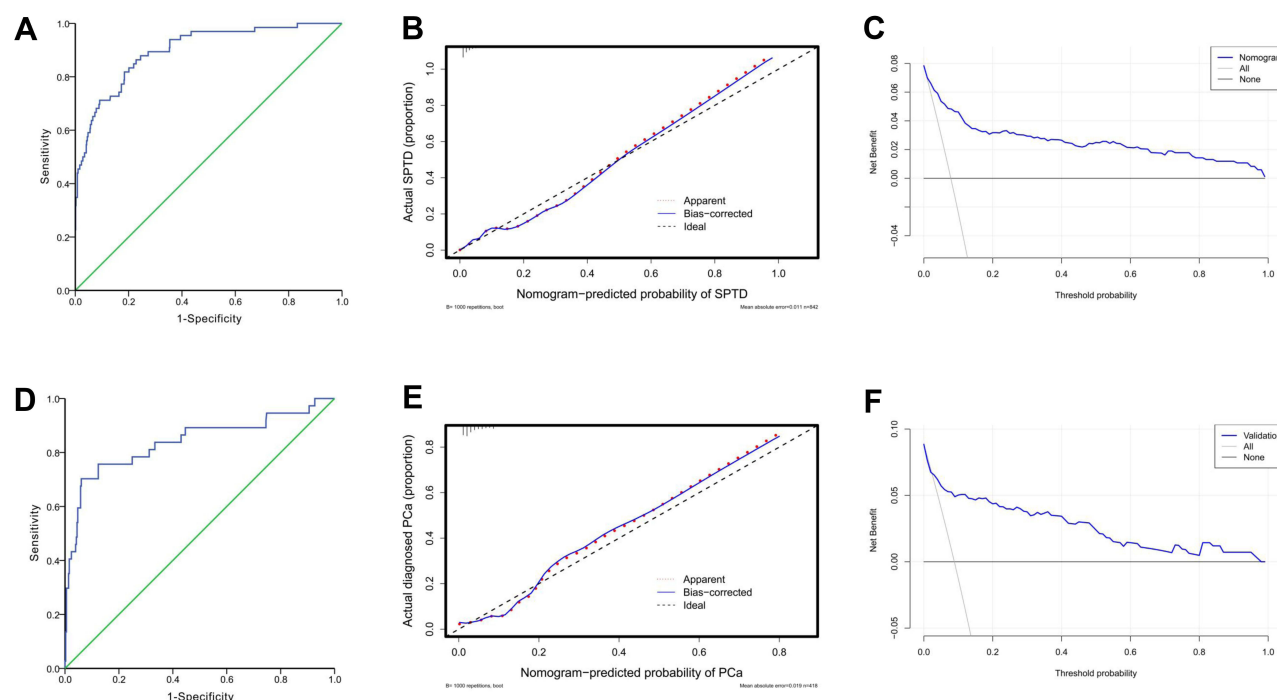 A
1.0
0.8
0.6
0.4
0.2
0.0
Sensitivity
0.0 0.2 0.4 0.6 0.8 1.0
1-Specificity
B
1.0
0.8
0.6
0.4
0.2
0.0
Actual SPTD (proportion)
Apparent
Bias−corrected
Ideal
0.0 0.2 0.4 0.6 0.8 1.0
Nomogram−predicted probability of SPTD
B= 1000 repetitions, boot
Mean absolute error=0.011 n=842
C
Nomogram
All
None
0.08
0.04
0.02
0.00
−0.04
Net Benefit
0.0 0.2 0.4 0.6 0.8 1.0
Threshold probability
D
1.0
0.8
0.6
0.4
0.2
0.0
Sensitivity
0.0 0.2 0.4 0.6 0.8 1.0
1-Specificity
E
0.8
0.6
0.4
0.2
0.0
Actual diagnosed PCa (proportion)
Apparent
Bias−corrected
Ideal
0.0 0.2 0.4 0.6 0.8
Nomogram−predicted probability of PCa
B= 1000 repetitions, boot
Mean absolute error=0.019 n=418
F
Validatio
All
None
0.10
0.05
0.00
−0.05
Net Benefit
0.0 0.2 0.4 0.6 0.8 1.0
Threshold probability